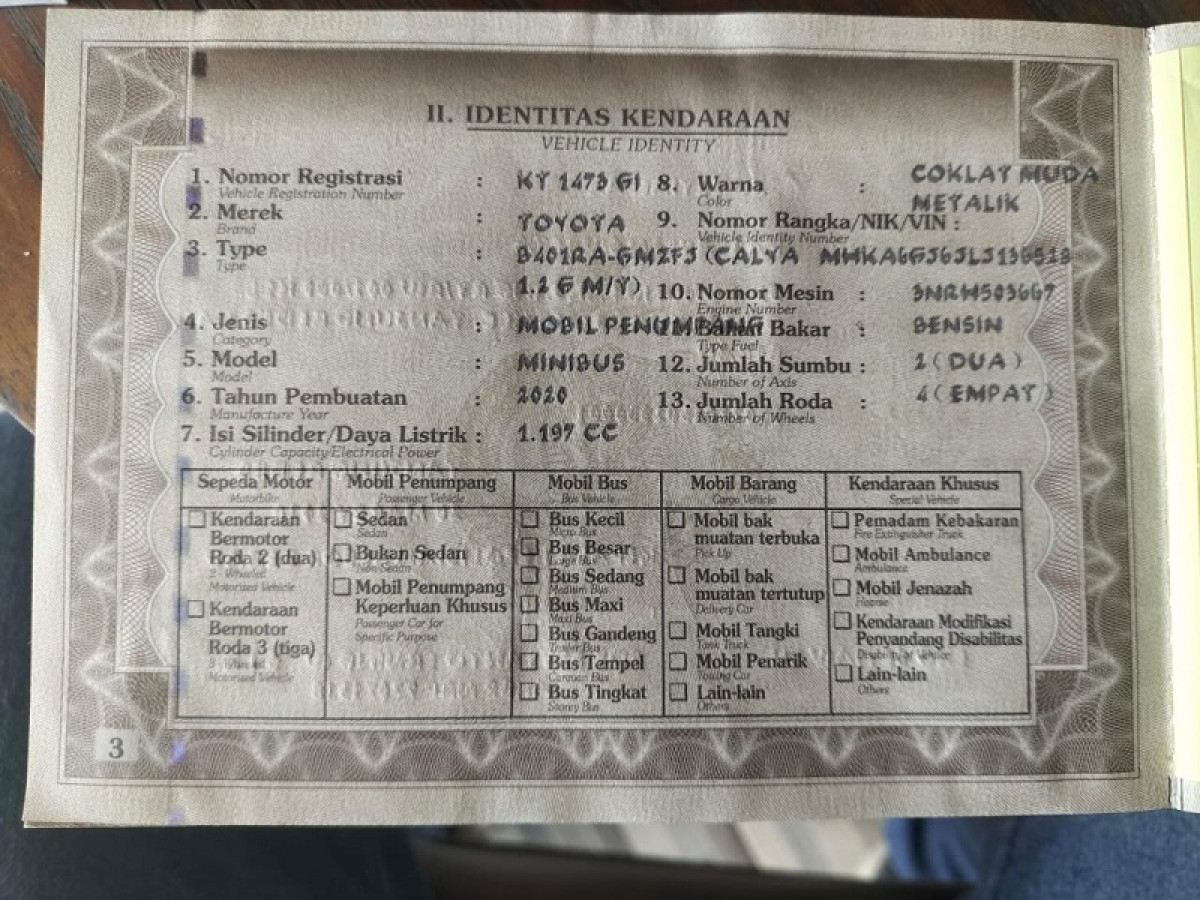 II. IDENTITAS KENDARAAN
VEHICLE IDENTITY
1. Nomor Registrasi : KT 1473 GI
Vehicle Registration Number
2. Merek : TOYOTA
Brand
3. Type : B401RA-GMZFJ (CALYA
Type
1.2 G M/T)
4. Jenis : MOBIL PENUMPANG
Category
5. Model : MINIBUS
Model
6. Tahun Pembuatan : 2020
Manufacture Year
7. Isi Silinder/Daya Listrik : 1.197 CC
Cylinder Capacity/Electrical Power
8. Warna : COKLAT MUDA
Color
METALIK
9. Nomor Rangka/NIK/VIN :
Vehicle Identity Number
10. Nomor Mesin :
Engine Number
11. Bahan Bakar : BENSIN
Type Fuel
12. Jumlah Sumbu : 2 (DUA)
Number of Axis
13. Jumlah Roda : 4 (EMPAT)
Number of Wheels
Sepeda Motor
Motorbike
Kendaraan
Bermotor
Roda 2 (dua)
2 - Wheeled
Motorized Vehicle
Kendaraan
Bermotor
Roda 3 (tiga)
3 - Wheeled
Motorized Vehicle
Mobil Penumpang
Passenger Vehicle
Sedan
Sedan
Bukan Sedan
Non Sedan
Mobil Penumpang
Keperluan Khusus
Passenger Car for
Specific Purpose
Mobil Bus
Bus Vehicle
Bus Kecil
Micro Bus
Bus Besar
Large Bus
Bus Sedang
Medium Bus
Bus Maxi
Maxi Bus
Bus Gandeng
Trailer Bus
Bus Tempel
Caravan Bus
Bus Tingkat
Storey Bus
Mobil Barang
Cargo Vehicle
Mobil bak
muatan terbuka
Pick Up
Mobil bak
muatan tertutup
Delivery Car
Mobil Tangki
Tank Truck
Mobil Penarik
Towing Car
Lain-lain
Others
Kendaraan Khusus
Special Vehicle
Pemadam Kebakaran
Fire Extinguisher Truck
Mobil Ambulance
Ambulance
Mobil Jenazah
Hearse
Kendaraan Modifikasi
Penyandang Disabilitas
Lain-lain
Others
3